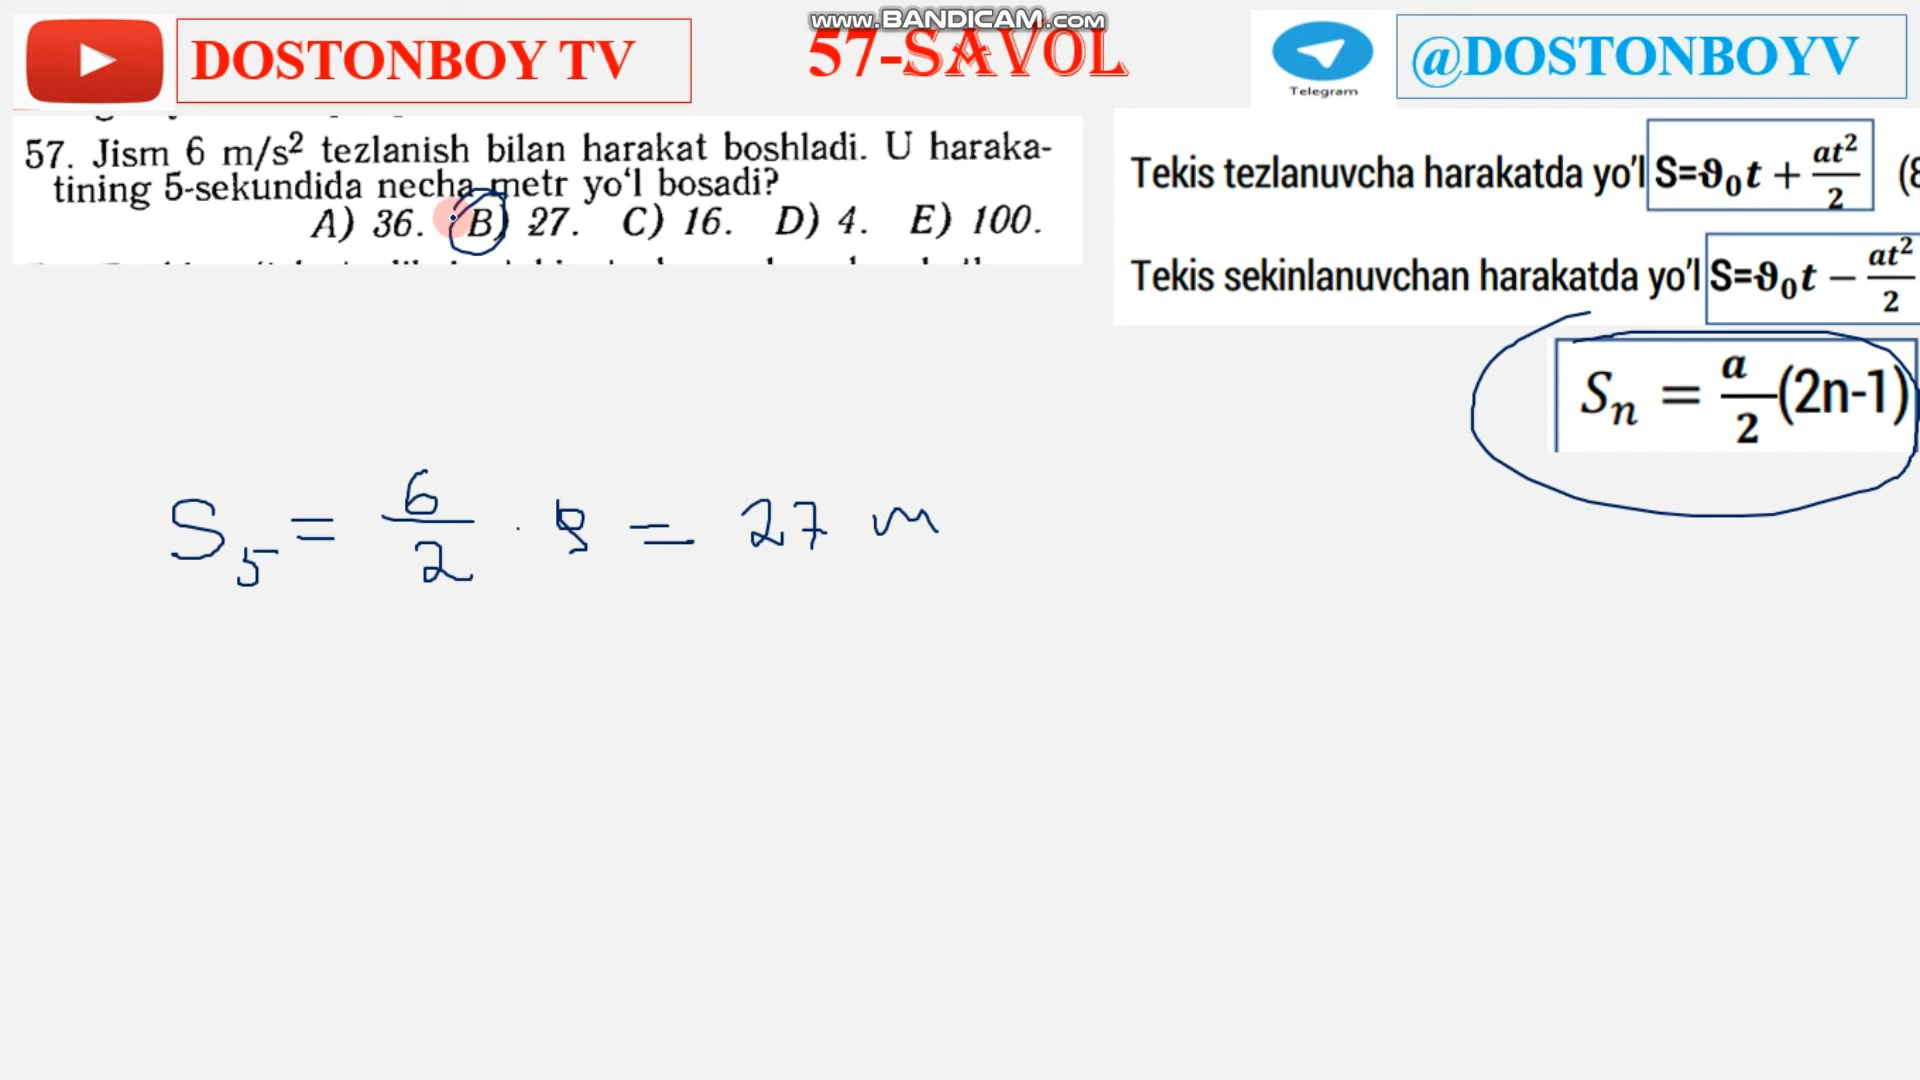 www.BANDICAM.com
DOSTONBOY TV
57-SAVOL
Telegram
@DOSTONBOYV
57. Jism 6 m/s² tezlanish bilan harakat boshladi. U haraka-
tining 5-sekundida necha metr yo‘l bosadi?
A) 36. B) 27. C) 16. D) 4. E) 100.
Tekis tezlanuvcha harakatda yo'l S=ϑ₀t + at²/2 (8
Tekis sekinlanuvchan harakatda yo'l S=ϑ₀t − at²/2
Sₙ = a/2 (2n-1)
S₅ = 6/2 · 9 = 27 m